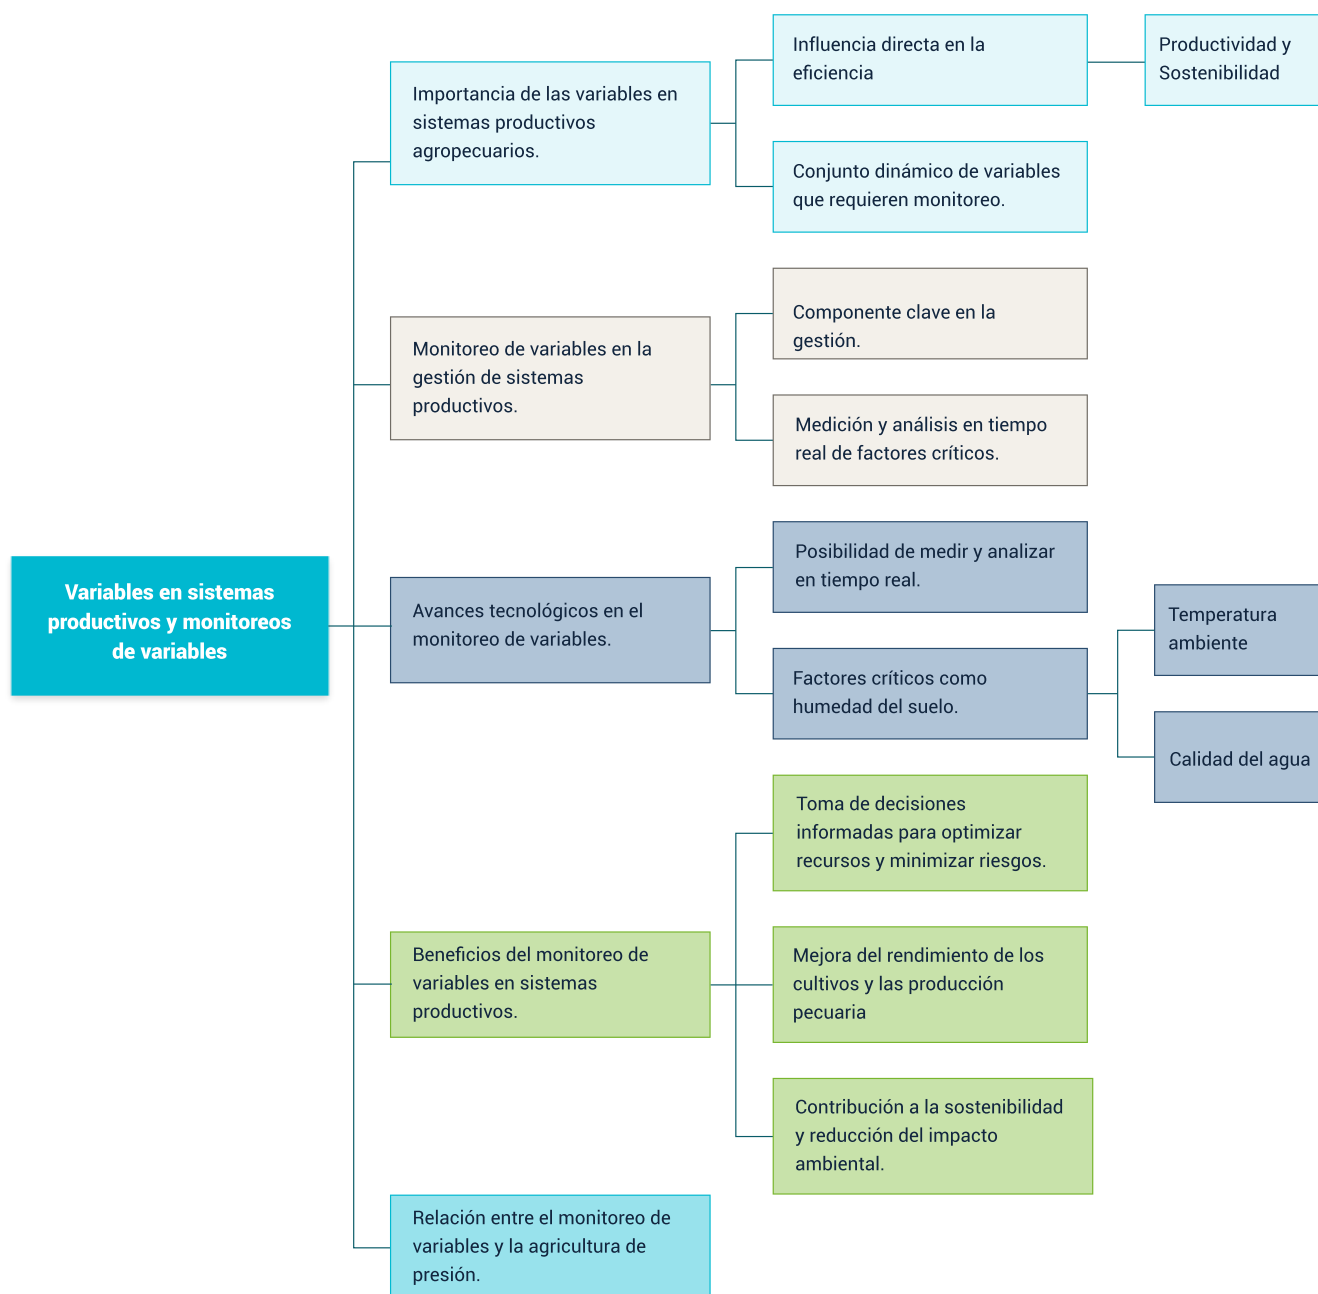 Variables en sistemas
productivos y monitoreos
de variables
Importancia de las variables en
sistemas productivos
agropecuarios.
Influencia directa en la
eficiencia
Productividad y
Sostenibilidad
Conjunto dinámico de variables
que requieren monitoreo.
Monitoreo de variables en la
gestión de sistemas
productivos.
Componente clave en la
gestión.
Medición y análisis en tiempo
real de factores críticos.
Avances tecnológicos en el
monitoreo de variables.
Posibilidad de medir y analizar
en tiempo real.
Factores críticos como
humedad del suelo.
Temperatura
ambiente
Calidad del agua
Beneficios del monitoreo de
variables en sistemas
productivos.
Toma de decisiones
informadas para optimizar
recursos y minimizar riesgos.
Mejora del rendimiento de los
cultivos y las producción
pecuaria
Contribución a la sostenibilidad
y reducción del impacto
ambiental.
Relación entre el monitoreo de
variables y la agricultura de
presión.